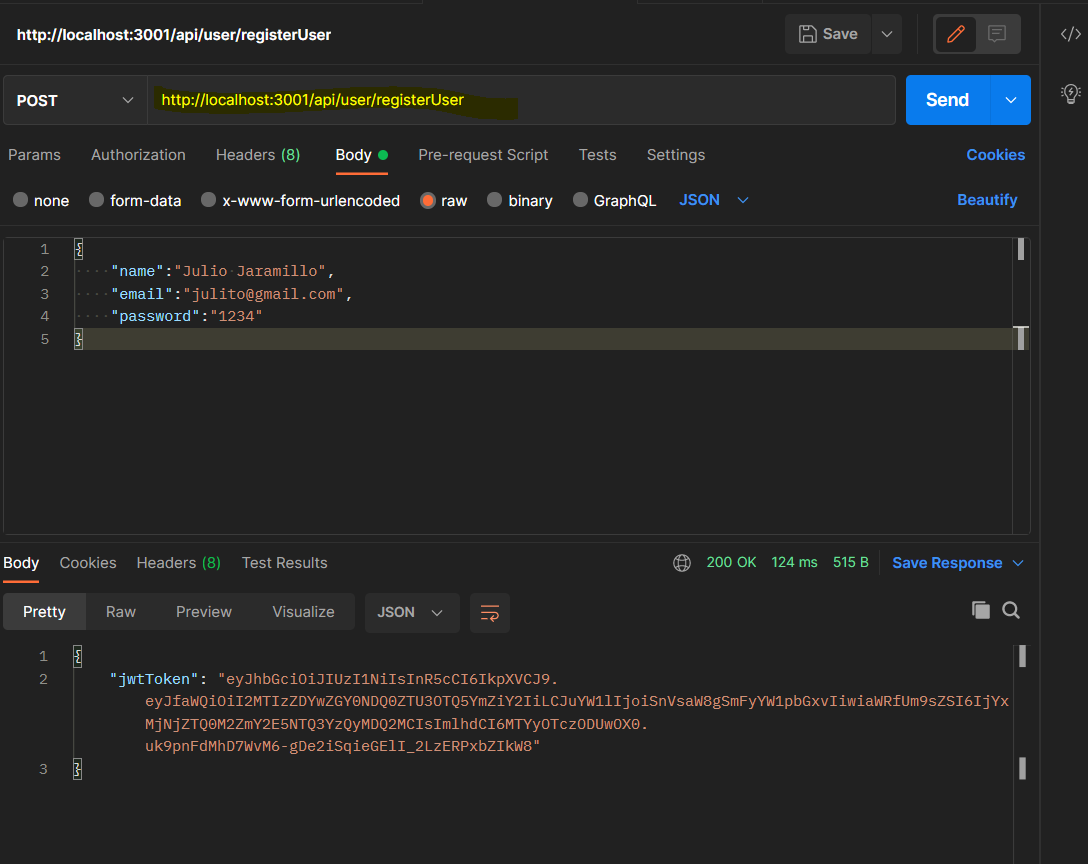 http://localhost:3001/api/user/registerUser
Save
POST
http://localhost:3001/api/user/registerUser
Send
Params Authorization Headers (8) Body Pre-request Script Tests Settings Cookies
none form-data x-www-form-urlencoded raw binary GraphQL JSON Beautify
1 {
2 "name":"Julio Jaramillo",
3 "email":"julito@gmail.com",
4 "password":"1234"
5 }
Body Cookies Headers (8) Test Results 200 OK 124 ms 515 B Save Response
Pretty Raw Preview Visualize JSON
1 {
2 "jwtToken": "eyJhbGciOiJIUzI1NiIsInR5cCI6IkpXVCJ9.
eyJfaWQiOiI2MTIzZDYwZGY0NDQ0ZTU3OTQ5YmZiY2IiLCJuYW1lIjoiSnVsaW8gSmFyYW1pbGxvIiwiaWRfUm9sZSI6IjYx
MjNjZTQ0M2ZmY2E5NTQ3YzQyMDQ2MCIsImlhdCI6MTYyOTczODUwOX0.
uk9pnFdMhD7WvM6-gDe2iSqieGElI_2LzERPxbZIkW8"
3 }